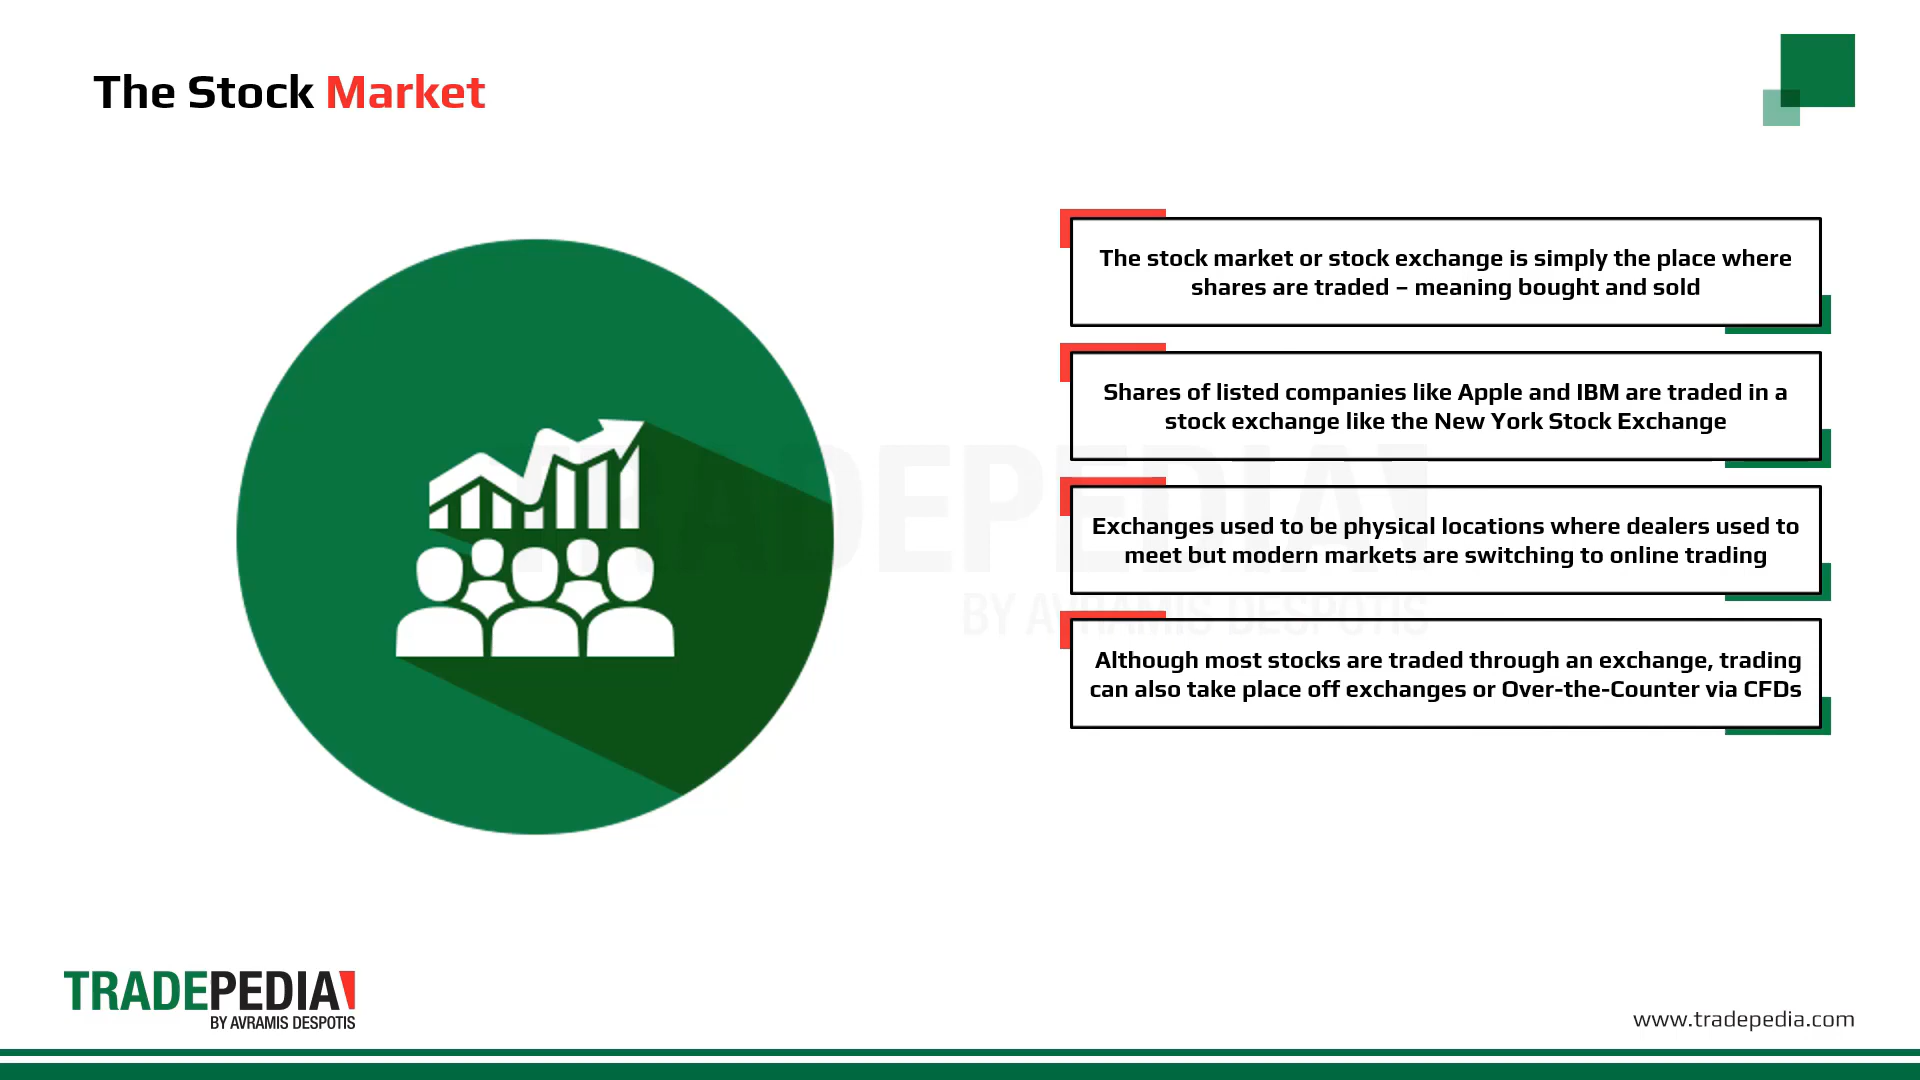 The Stock Market
The stock market or stock exchange is simply the place where
shares are traded – meaning bought and sold
Shares of listed companies like Apple and IBM are traded in a
stock exchange like the New York Stock Exchange
Exchanges used to be physical locations where dealers used to
meet but modern markets are switching to online trading
Although most stocks are traded through an exchange, trading
can also take place off exchanges or Over-the-Counter via CFDs
TRADEPEDIA
BY AVRAMIS DESPOTIS
TRADEPEDIA
BY AVRAMIS DESPOTIS
www.tradepedia.com